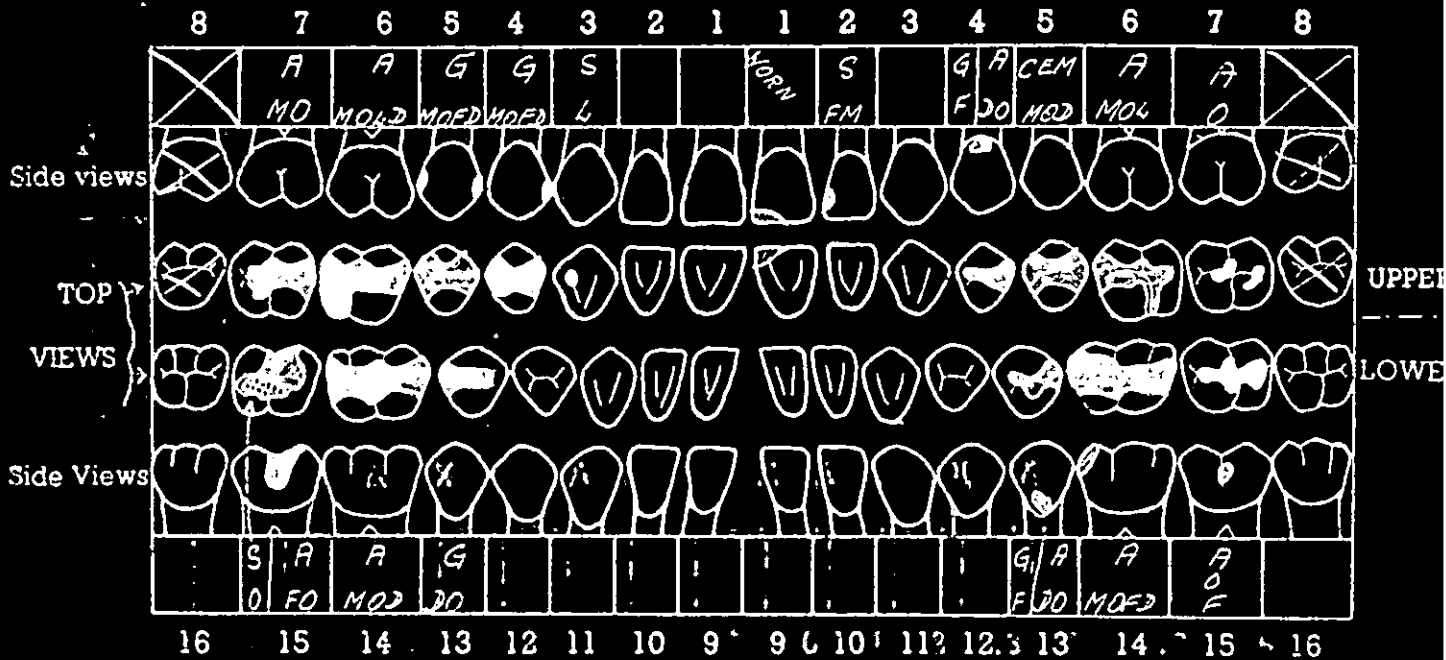 8 7 6 5 4 3 2 1 1 2 3 4 5 6 7 8
A A G G S WORN S G A CEM A A
MO MOLD MOFD MOFD L FM F DO MOD MOL O
Side views
TOP UPPER
VIEWS LOWE
Side Views
S A A G G A A A
O FO MOD DO F DO MOFD O
F
16 15 14 13 12 11 10 9 9 10 11 12 13 14 15 16